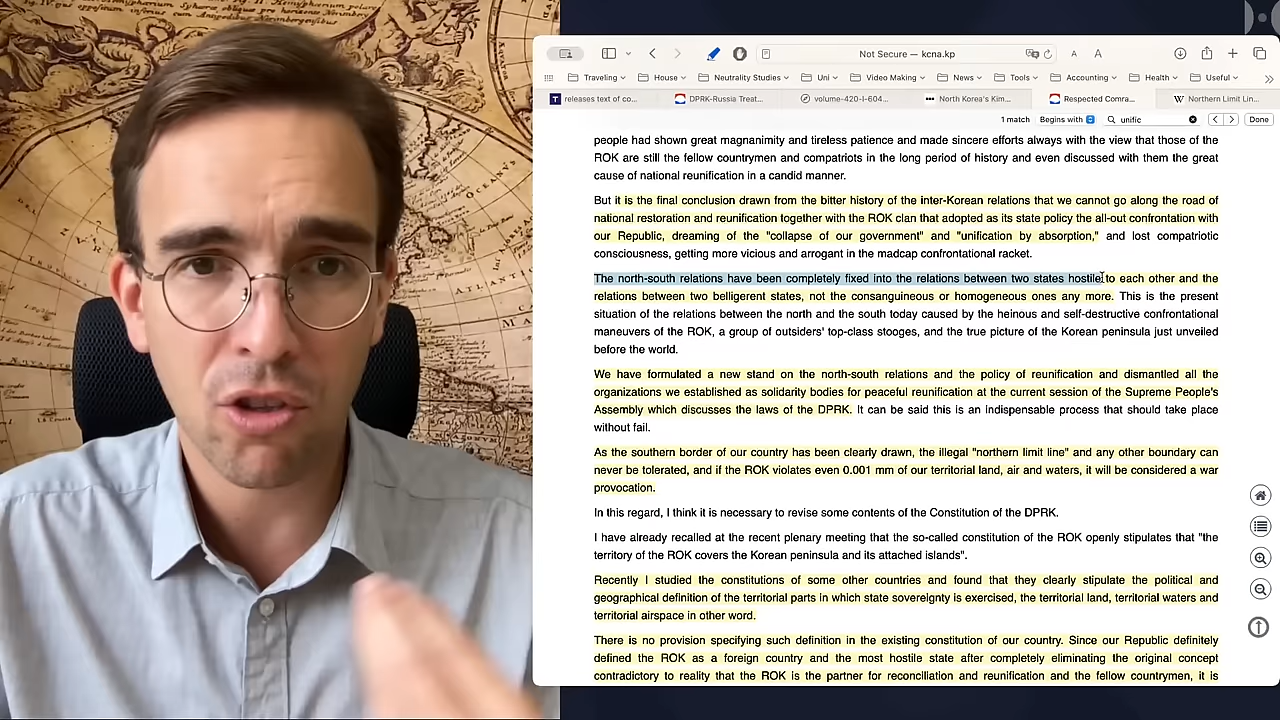 Not Secure — kcna.kp
A A
Traveling House Neutrality Studies Uni Video Making News Tools Accounting Health Useful
releases text of co... DPRK-Russia Treat... volume-420-I-604... North Korea's Kim... Respected Comra... Northern Limit Lin...
1 match Begins with unific Done
people had shown great magnanimity and tireless patience and made sincere efforts always with the view that those of the
ROK are still the fellow countrymen and compatriots in the long period of history and even discussed with them the great
cause of national reunification in a candid manner.
But it is the final conclusion drawn from the bitter history of the inter-Korean relations that we cannot go along the road of
national restoration and reunification together with the ROK clan that adopted as its state policy the all-out confrontation with
our Republic, dreaming of the "collapse of our government" and "unification by absorption," and lost compatriotic
consciousness, getting more vicious and arrogant in the madcap confrontational racket.
The north-south relations have been completely fixed into the relations between two states hostile to each other and the
relations between two belligerent states, not the consanguineous or homogeneous ones any more. This is the present
situation of the relations between the north and the south today caused by the heinous and self-destructive confrontational
maneuvers of the ROK, a group of outsiders' top-class stooges, and the true picture of the Korean peninsula just unveiled
before the world.
We have formulated a new stand on the north-south relations and the policy of reunification and dismantled all the
organizations we established as solidarity bodies for peaceful reunification at the current session of the Supreme People's
Assembly which discusses the laws of the DPRK. It can be said this is an indispensable process that should take place
without fail.
As the southern border of our country has been clearly drawn, the illegal "northern limit line" and any other boundary can
never be tolerated, and if the ROK violates even 0.001 mm of our territorial land, air and waters, it will be considered a war
provocation.
In this regard, I think it is necessary to revise some contents of the Constitution of the DPRK.
I have already recalled at the recent plenary meeting that the so-called constitution of the ROK openly stipulates that "the
territory of the ROK covers the Korean peninsula and its attached islands".
Recently I studied the constitutions of some other countries and found that they clearly stipulate the political and
geographical definition of the territorial parts in which state sovereignty is exercised, the territorial land, territorial waters and
territorial airspace in other word.
There is no provision specifying such definition in the existing constitution of our country. Since our Republic definitely
defined the ROK as a foreign country and the most hostile state after completely eliminating the original concept
contradictory to reality that the ROK is the partner for reconciliation and reunification and the fellow countrymen, it is